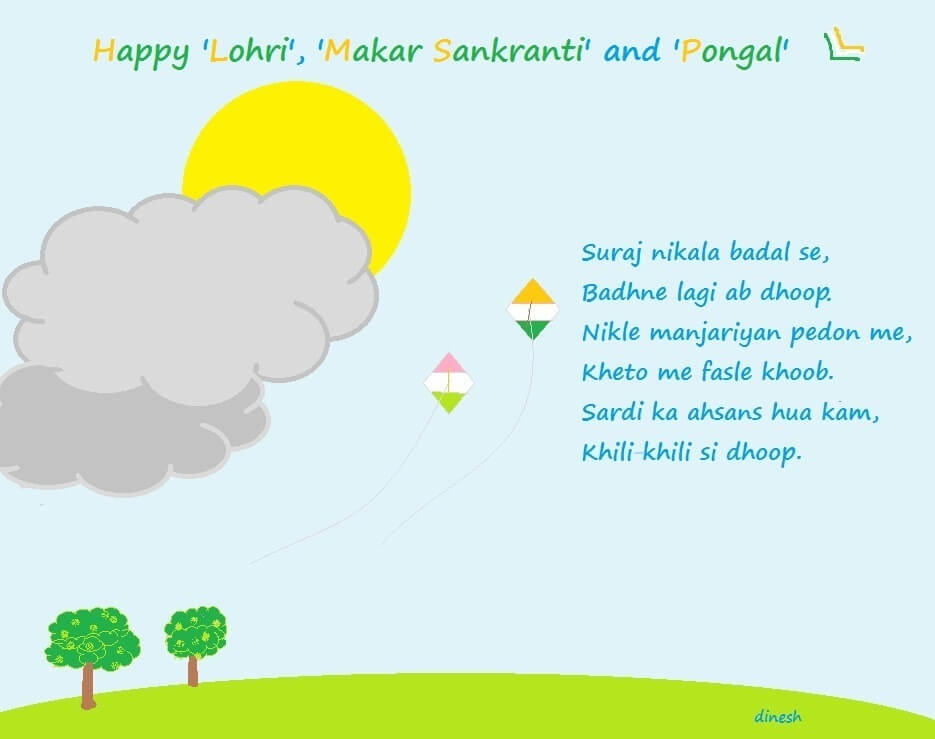 Happy 'Lohri', 'Makar Sankranti' and 'Pongal'
Suraj nikala badal se,
Badhne lagi ab dhoop.
Nikle manjariyan pedon me,
Kheto me fasle khoob.
Sardi ka ahsans hua kam,
Khili-khili si dhoop.
dinesh